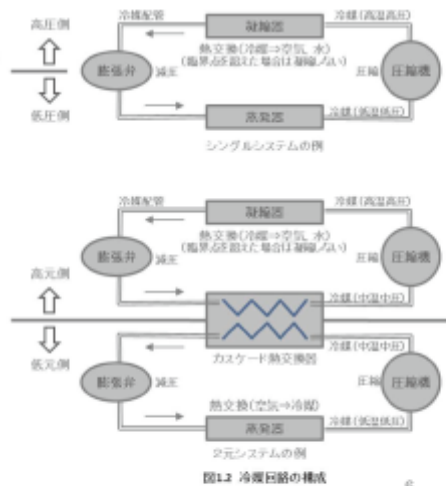 冷媒配管 凝縮器 冷媒(高温高圧)
高圧側
熱交換(冷媒⇒空気、水)
(臨界点を超えた場合は凝縮しない)
膨張弁 減圧 圧縮 圧縮機
低圧側
蒸発器 冷媒(低温低圧)
シングルシステムの例
冷媒配管 凝縮器 冷媒(高温高圧)
熱交換(冷媒⇒空気、水)
(臨界点を超えた場合は凝縮しない)
膨張弁 減圧 圧縮 圧縮機
高元側
冷媒(中温中圧)
低元側
カスケード熱交換器 冷媒(中温中圧)
膨張弁 減圧 圧縮 圧縮機
熱交換(空気⇒冷媒)
蒸発器 冷媒(低温低圧)
2元システムの例
図1.2 冷媒回路の構成